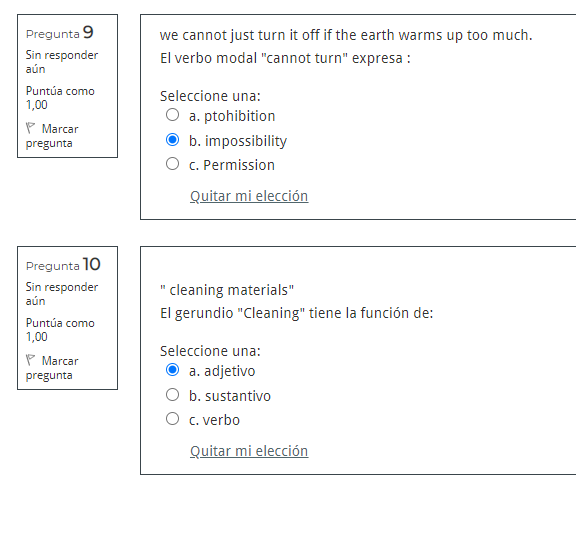 Pregunta 9
Sin responder
aún
Puntúa como
1,00
Marcar
pregunta
we cannot just turn it off if the earth warms up too much.
El verbo modal "cannot turn" expresa :
Seleccione una:
a. ptohibition
b. impossibility
c. Permission
Quitar mi elección
Pregunta 10
Sin responder
aún
Puntúa como
1,00
Marcar
pregunta
" cleaning materials"
El gerundio "Cleaning" tiene la función de:
Seleccione una:
a. adjetivo
b. sustantivo
c. verbo
Quitar mi elección